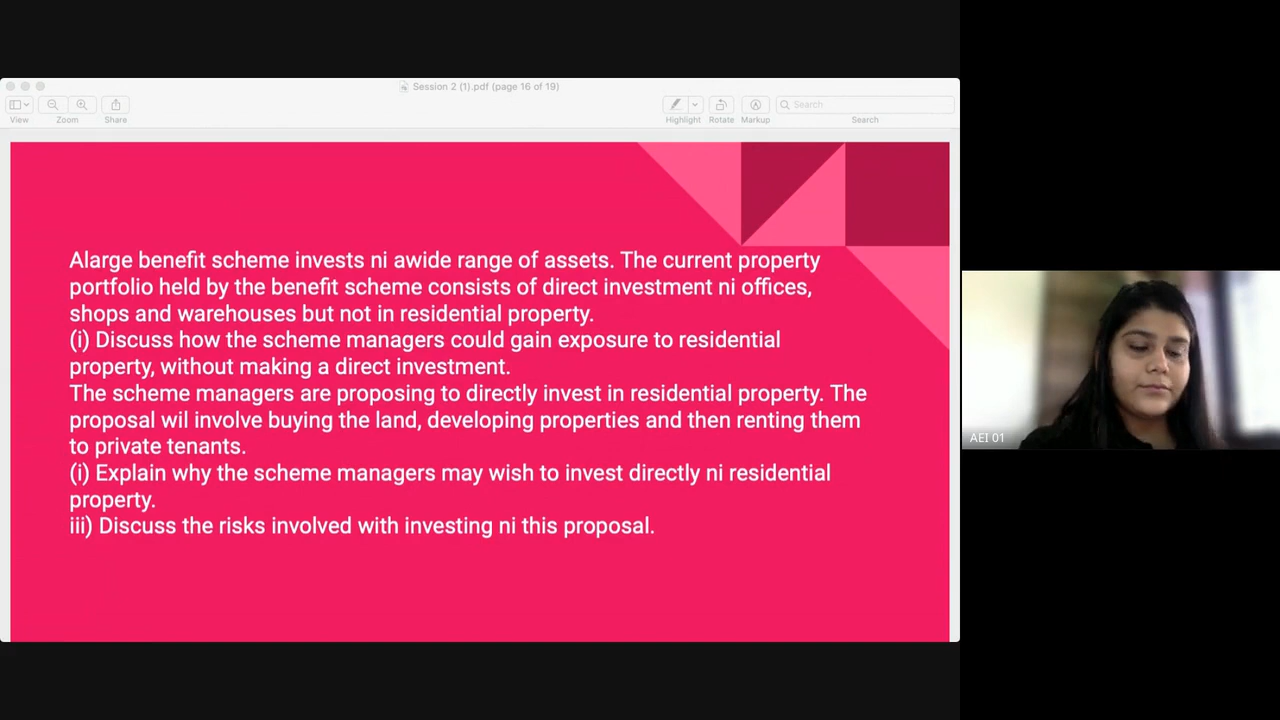 Session 2 (1).pdf (page 16 of 19)
View Zoom Share Highlight Rotate Markup Search
Search
Alarge benefit scheme invests ni awide range of assets. The current property
portfolio held by the benefit scheme consists of direct investment ni offices,
shops and warehouses but not in residential property.
(i) Discuss how the scheme managers could gain exposure to residential
property, without making a direct investment.
The scheme managers are proposing to directly invest in residential property. The
proposal wil involve buying the land, developing properties and then renting them
to private tenants.
(i) Explain why the scheme managers may wish to invest directly ni residential
property.
iii) Discuss the risks involved with investing ni this proposal.
AEI 01